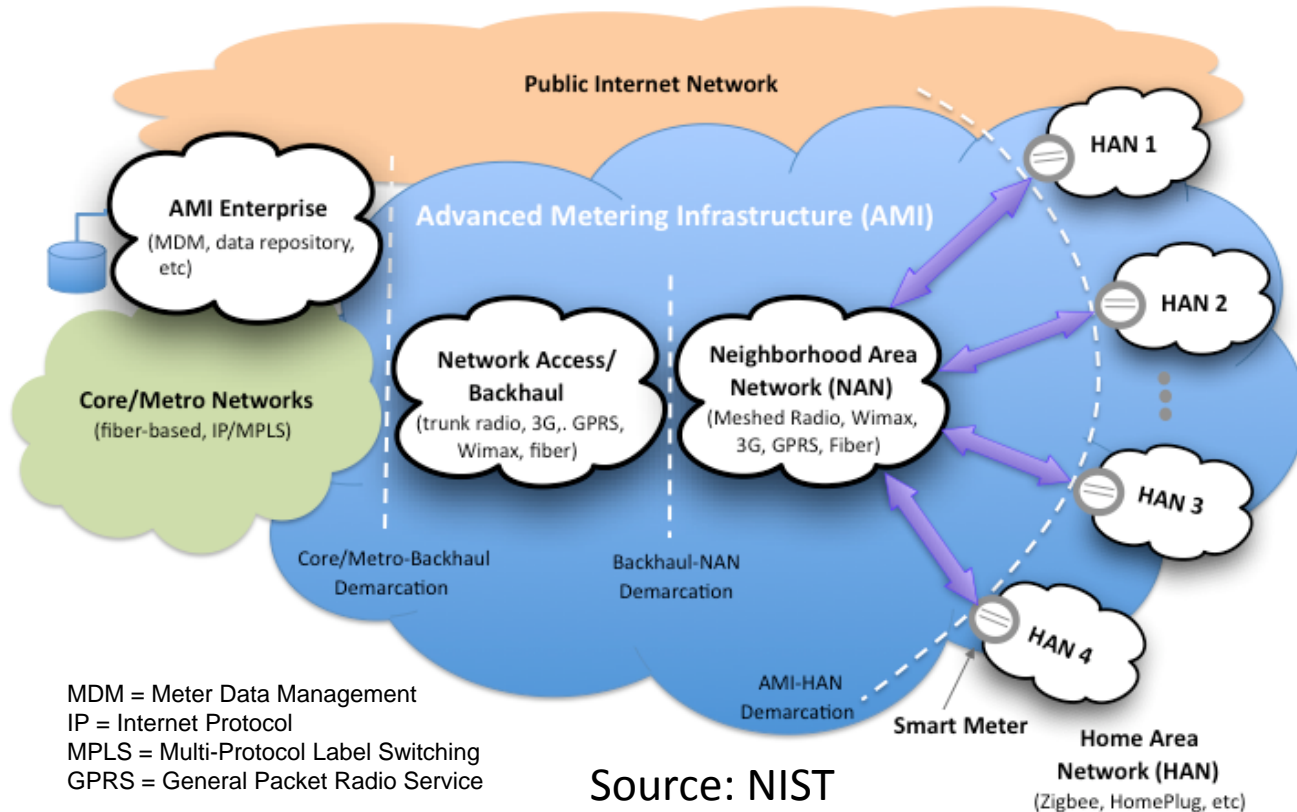 Public Internet Network
HAN 1
AMI Enterprise
(MDM, data repository,
etc)
Advanced Metering Infrastructure (AMI)
HAN 2
Core/Metro Networks
(fiber-based, IP/MPLS)
Network Access/
Backhaul
(trunk radio, 3G,. GPRS,
Wimax, fiber)
Neighborhood Area
Network (NAN)
(Meshed Radio, Wimax,
3G, GPRS, Fiber)
HAN 3
Core/Metro-Backhaul
Demarcation
Backhaul-NAN
Demarcation
HAN 4
AMI-HAN
Demarcation
Smart Meter
Home Area
Network (HAN)
(Zigbee, HomePlug, etc)
MDM = Meter Data Management
IP = Internet Protocol
MPLS = Multi-Protocol Label Switching
GPRS = General Packet Radio Service
Source: NIST